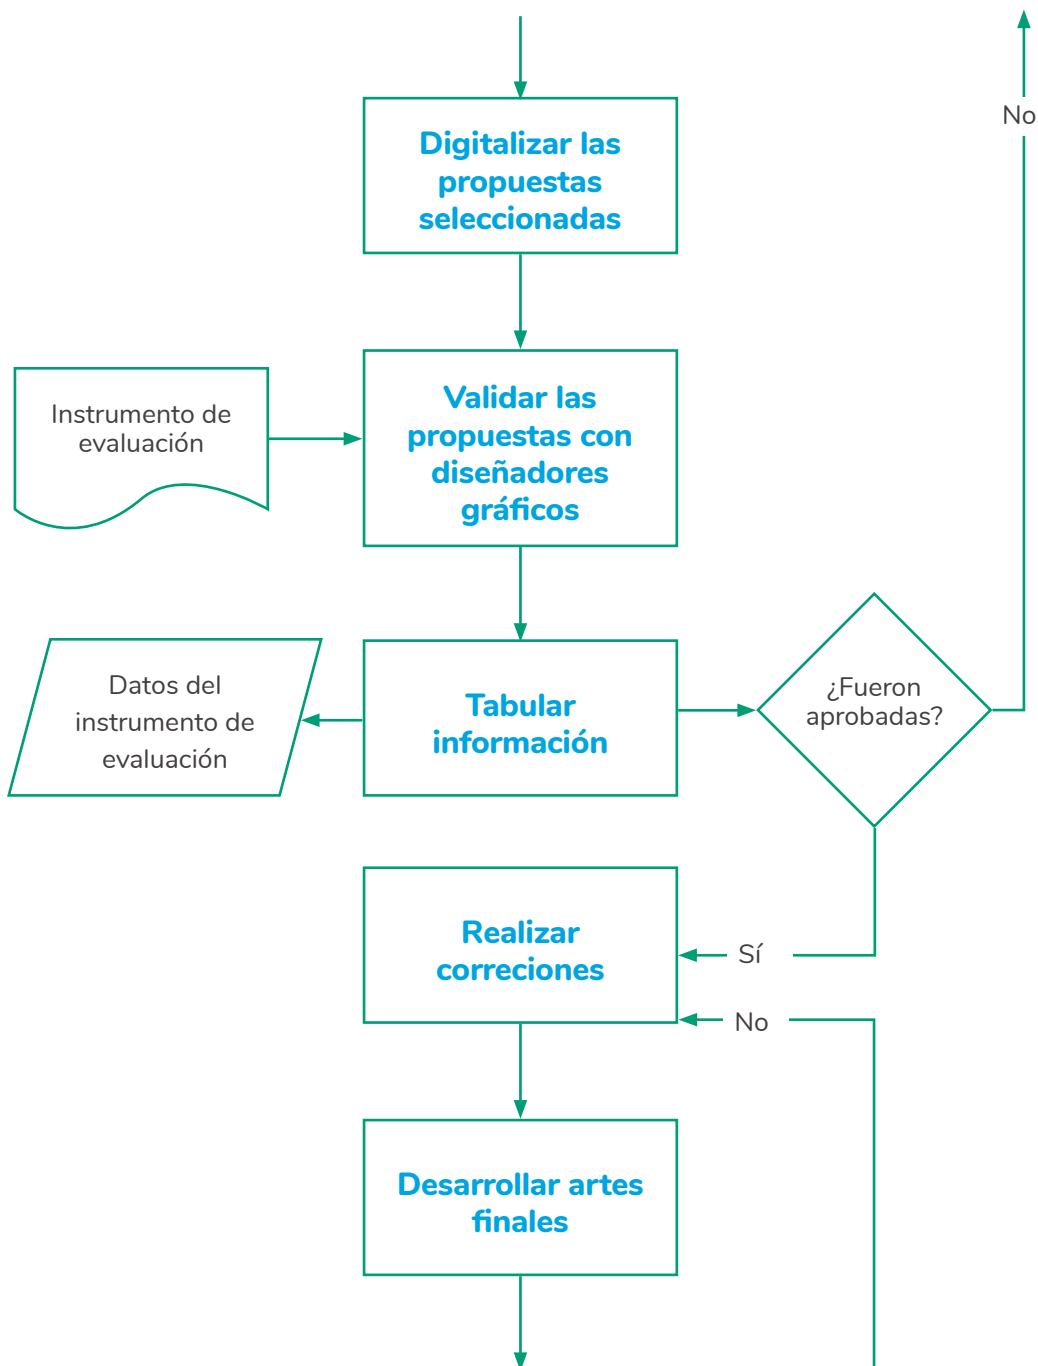 No
Digitalizar las
propuestas
seleccionadas
Instrumento de
evaluación
Validar las
propuestas con
diseñadores
gráficos
Datos del
instrumento de
evaluación
Tabular
información
¿Fueron
aprobadas?
Realizar
correciones
Sí
No
Desarrollar artes
finales